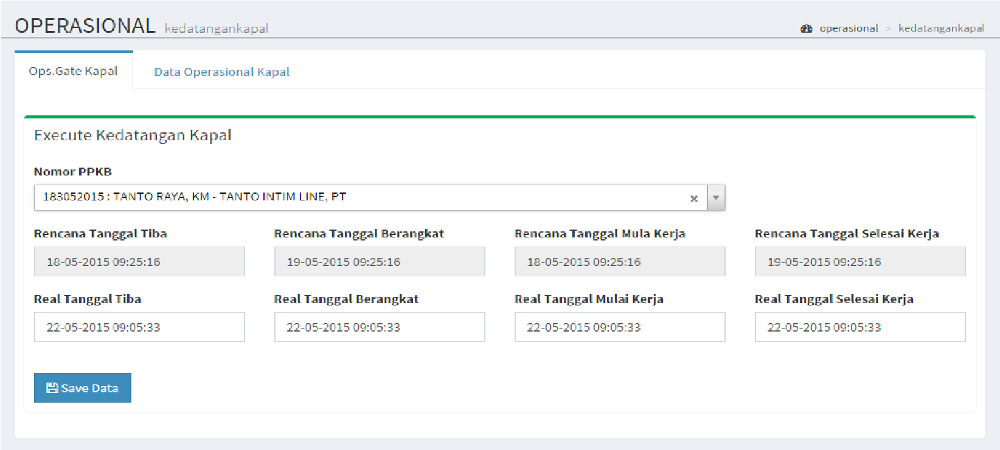 OPERASIONAL kedatangankapal
operasional > kedatangankapal
Ops.Gate Kapal
Data Operasional Kapal
Execute Kedatangan Kapal
Nomor PPKB
183052015 : TANTO RAYA, KM - TANTO INTIM LINE, PT
Rencana Tanggal Tiba
Rencana Tanggal Berangkat
Rencana Tanggal Mula Kerja
Rencana Tanggal Selesai Kerja
18-05-2015 09:25:16
19-05-2015 09:25:16
18-05-2015 09:25:16
19-05-2015 09:25:16
Real Tanggal Tiba
Real Tanggal Berangkat
Real Tanggal Mulai Kerja
Real Tanggal Selesai Kerja
22-05-2015 09:05:33
22-05-2015 09:05:33
22-05-2015 09:05:33
22-05-2015 09:05:33
Save Data